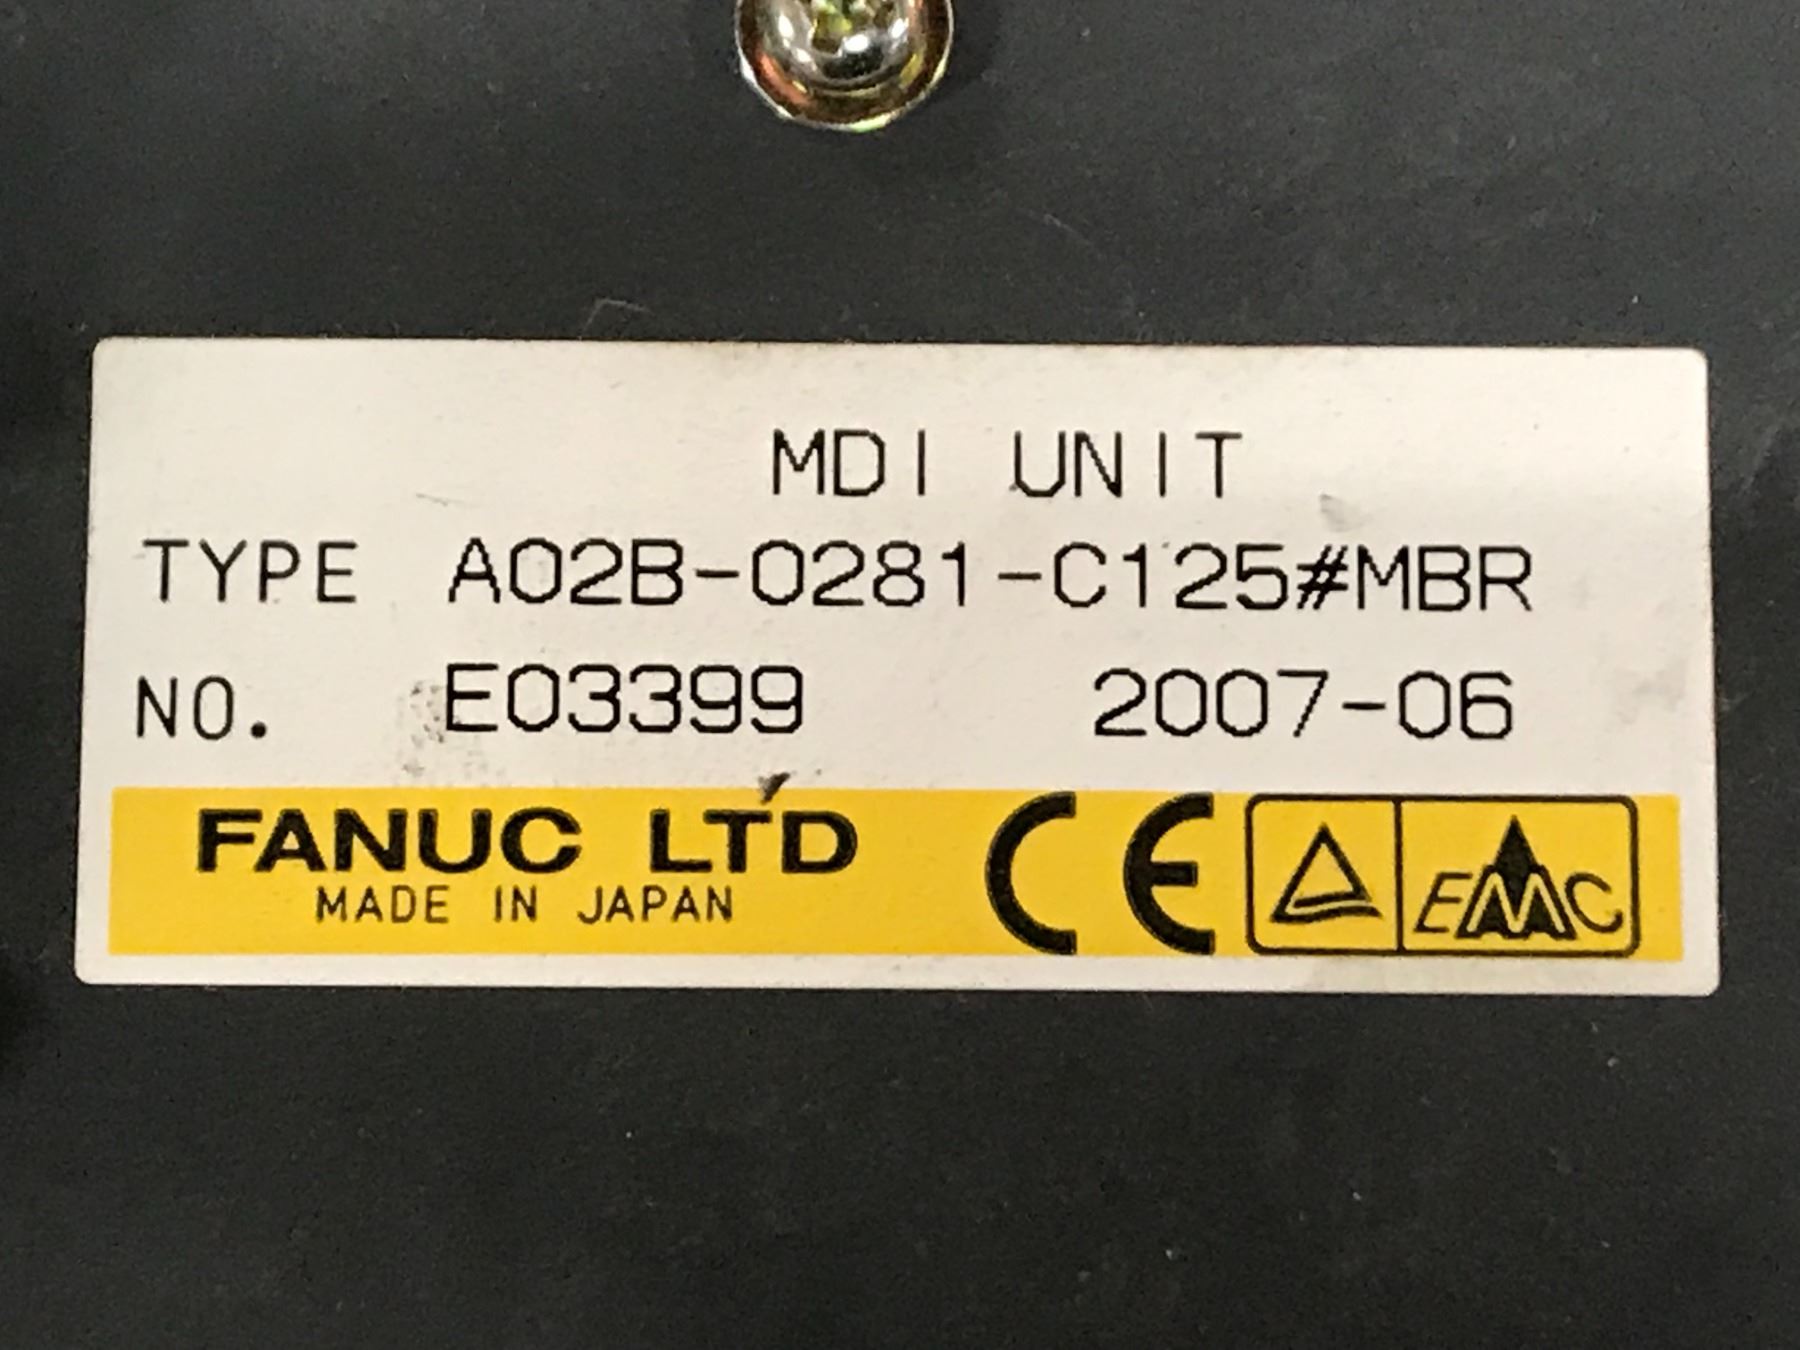 MDI UNIT
TYPE A02B-0281-C125#MBR
NO. E03399 2007-06
FANUC LTD
MADE IN JAPAN
CE
EMC